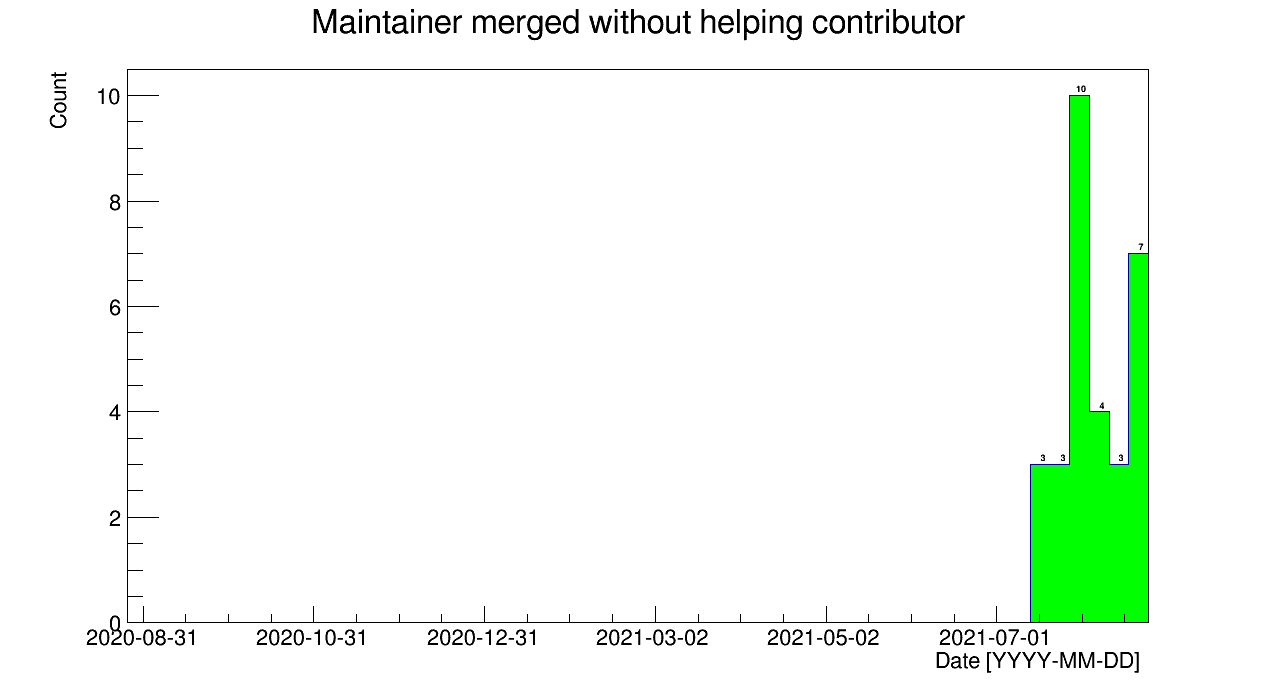 Maintainer merged without helping contributor
Count
10
8
6
4
2
0
3 3 10 4 3 7
2020-08-31 2020-10-31 2020-12-31 2021-03-02 2021-05-02 2021-07-01
Date [YYYY-MM-DD]